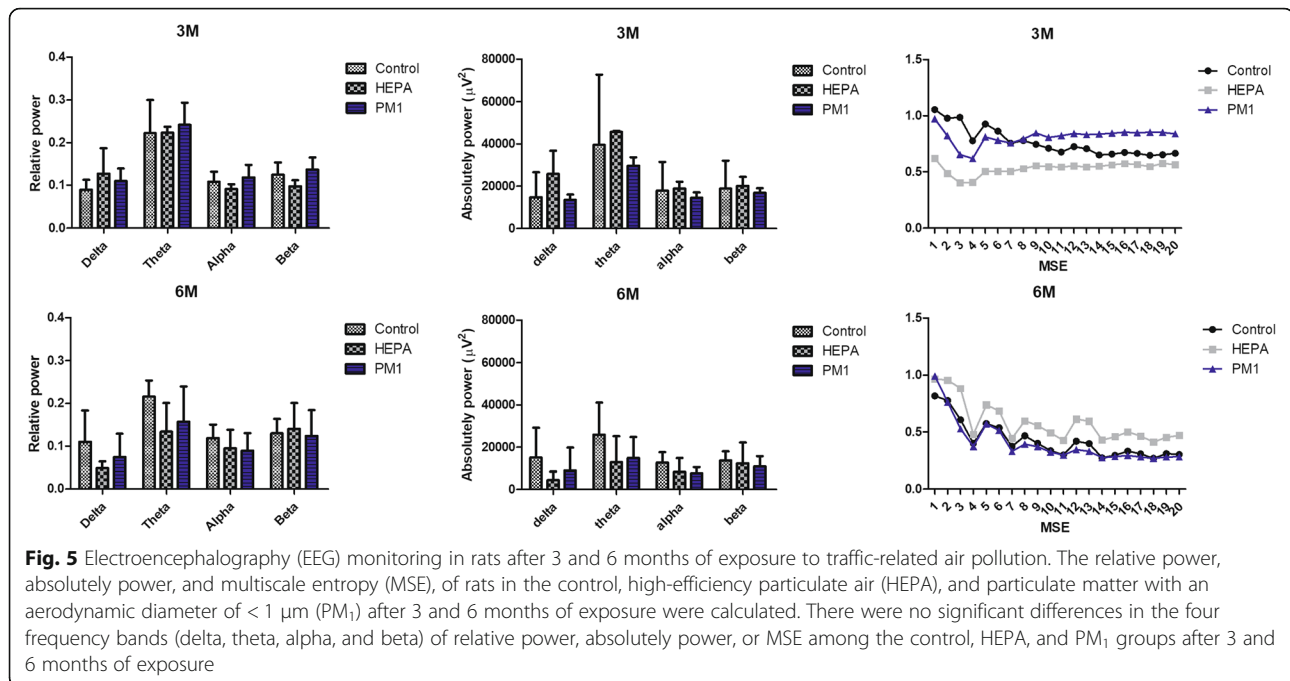 3M
Relative power
0.4
0.3
0.2
0.1
0.0
Delta
Theta
Alpha
Beta
Control
HEPA
PM1
3M
Absolutely power (μV²)
80000
60000
40000
20000
0
delta
theta
alpha
beta
Control
HEPA
PM1
3M
1.5
1.0
0.5
0.0
1 2 3 4 5 6 7 8 9 10 11 12 13 14 15 16 17 18 19 20
MSE
Control
HEPA
PM1
6M
Relative power
0.4
0.3
0.2
0.1
0.0
Delta
Theta
Alpha
Beta
Control
HEPA
PM1
6M
Absolutely power (μV²)
80000
60000
40000
20000
0
delta
theta
alpha
beta
Control
HEPA
PM1
6M
1.5
1.0
0.5
0.0
1 2 3 4 5 6 7 8 9 10 11 12 13 14 15 16 17 18 19 20
MSE
Control
HEPA
PM1
Fig. 5 Electroencephalography (EEG) monitoring in rats after 3 and 6 months of exposure to traffic-related air pollution. The relative power,
absolutely power, and multiscale entropy (MSE), of rats in the control, high-efficiency particulate air (HEPA), and particulate matter with an
aerodynamic diameter of < 1 μm (PM₁) after 3 and 6 months of exposure were calculated. There were no significant differences in the four
frequency bands (delta, theta, alpha, and beta) of relative power, absolutely power, or MSE among the control, HEPA, and PM₁ groups after 3 and
6 months of exposure